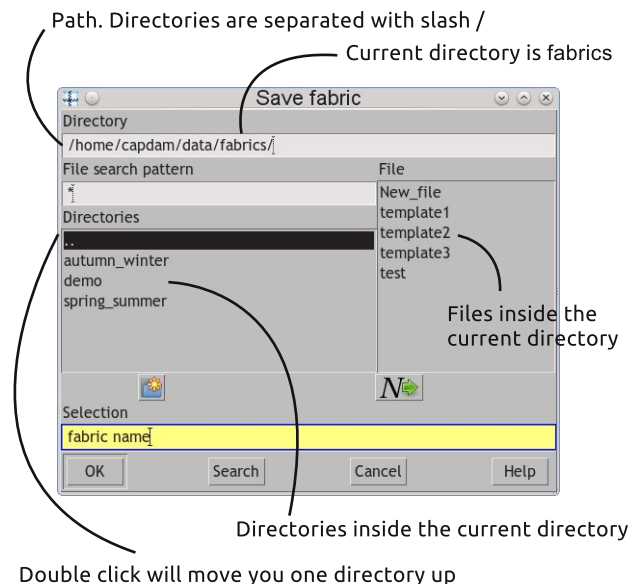 Path. Directories are separated with slash /
Current directory is fabrics
Save fabric
Directory
/home/capdam/data/fabrics/
File search pattern
*
Directories
..
autumn_winter
demo
spring_summer
File
New_file
template1
template2
template3
test
Files inside the
current directory
N
Selection
fabric name
OK Search Cancel Help
Directories inside the current directory
Double click will move you one directory up